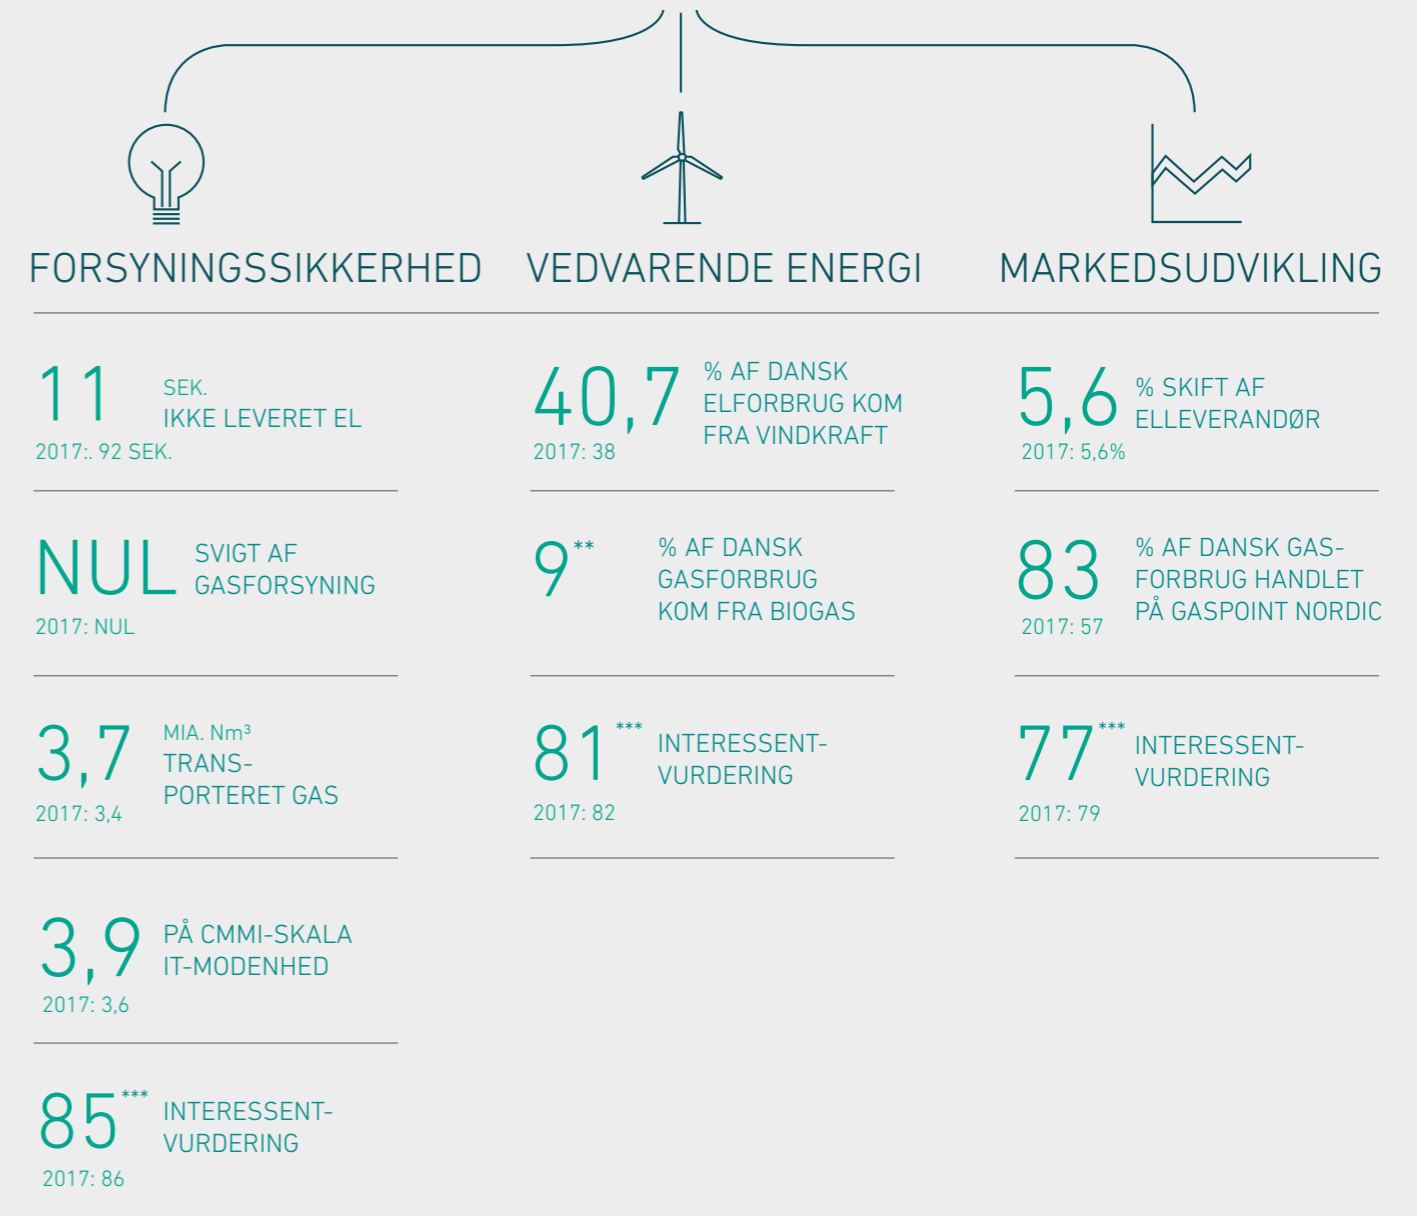 FORSYNINGSSIKKERHED
11
SEK.
IKKE LEVERET EL
2017:. 92 SEK.
NUL
SVIGT AF
GASFORSYNING
2017: NUL
3,7
MIA. Nm³
TRANS-
PORTERET GAS
2017: 3,4
3,9
PÅ CMMI-SKALA
IT-MODENHED
2017: 3,6
85***
INTERESSENT-
VURDERING
2017: 86
VEDVARENDE ENERGI
40,7
% AF DANSK
ELFORBRUG KOM
FRA VINDKRAFT
2017: 38
9**
% AF DANSK
GASFORBRUG
KOM FRA BIOGAS
81***
INTERESSENT-
VURDERING
2017: 82
MARKEDSUDVIKLING
5,6
% SKIFT AF
ELLEVERANDØR
2017: 5,6%
83
% AF DANSK GAS-
FORBRUG HANDLET
PÅ GASPOINT NORDIC
2017: 57
77***
INTERESSENT-
VURDERING
2017: 79